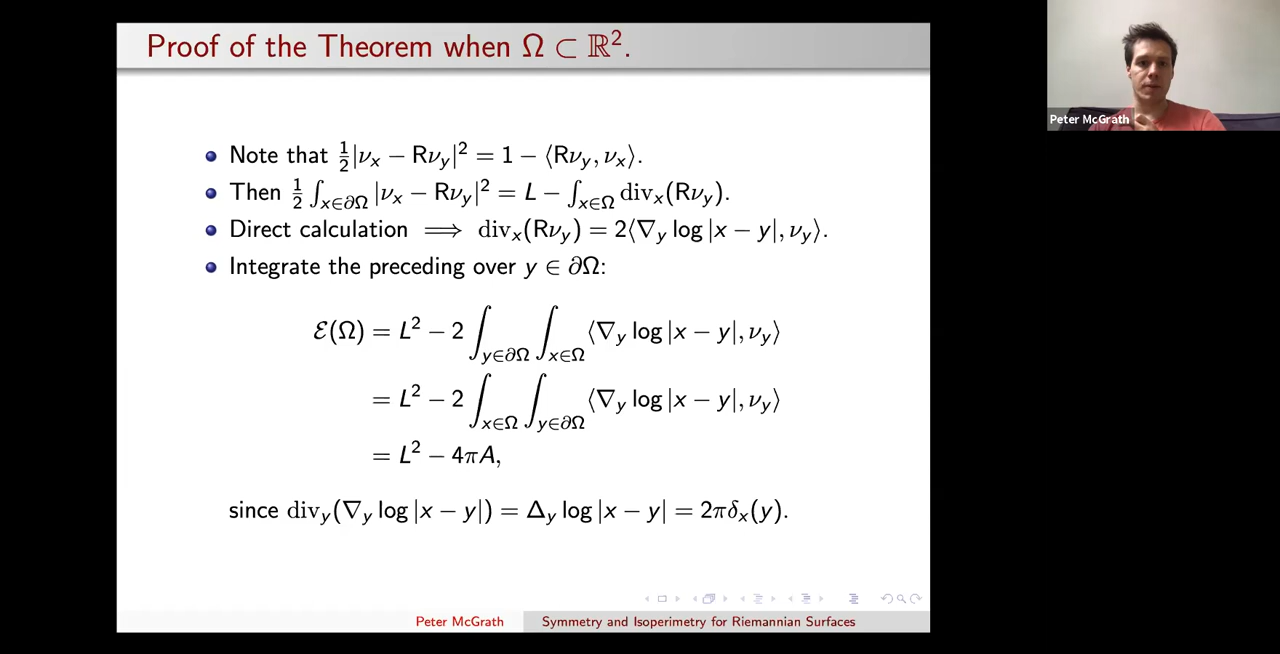 Proof of the Theorem when Ω ⊂ ℝ².
Peter McGrath
Note that ½|νₓ − Rν_y|² = 1 − ⟨Rν_y, νₓ⟩.
Then ½ ∫_{x∈∂Ω} |νₓ − Rν_y|² = L − ∫_{x∈Ω} divₓ(Rν_y).
Direct calculation ⟹ divₓ(Rν_y) = 2⟨∇_y log |x − y|, ν_y⟩.
Integrate the preceding over y ∈ ∂Ω:
ℰ(Ω) = L² − 2 ∫_{y∈∂Ω} ∫_{x∈Ω} ⟨∇_y log |x − y|, ν_y⟩
= L² − 2 ∫_{x∈Ω} ∫_{y∈∂Ω} ⟨∇_y log |x − y|, ν_y⟩
= L² − 4πA,
since div_y(∇_y log |x − y|) = Δ_y log |x − y| = 2πδₓ(y).
Peter McGrath Symmetry and Isoperimetry for Riemannian Surfaces